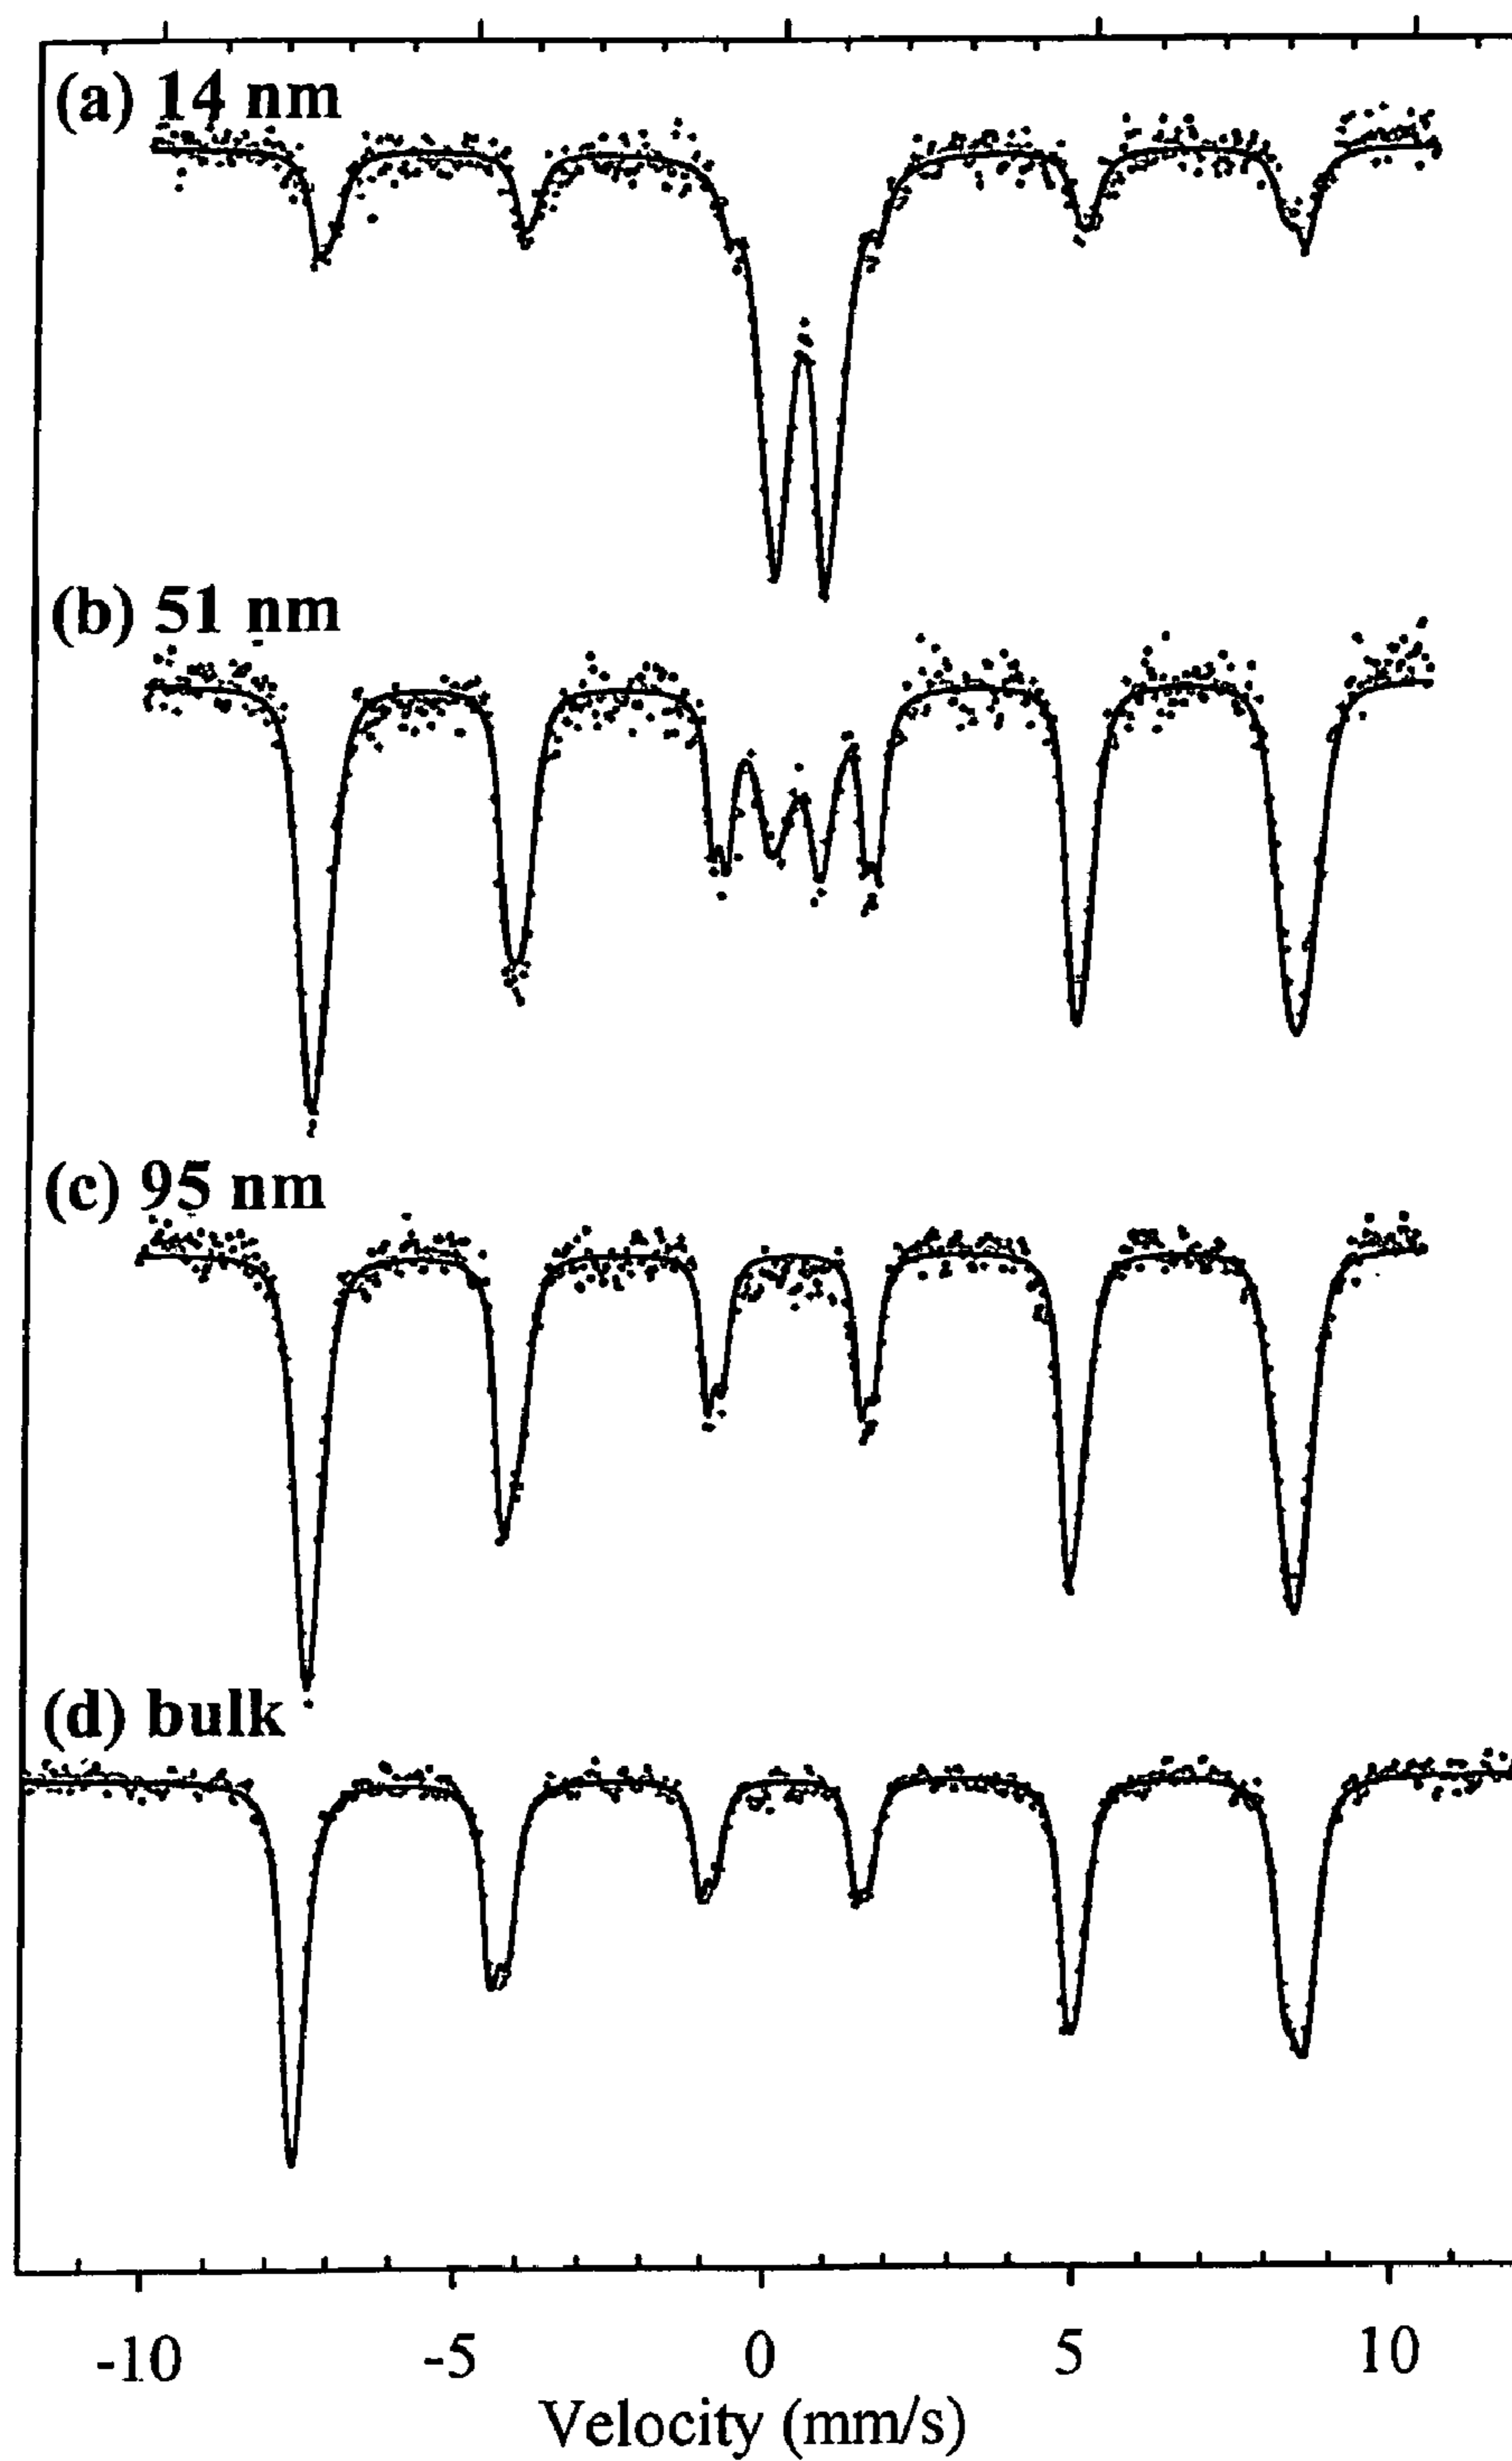 (a) 14 nm
(b) 51 nm
(c) 95 nm
(d) bulk
-10 -5 0 5 10
Velocity (mm/s)